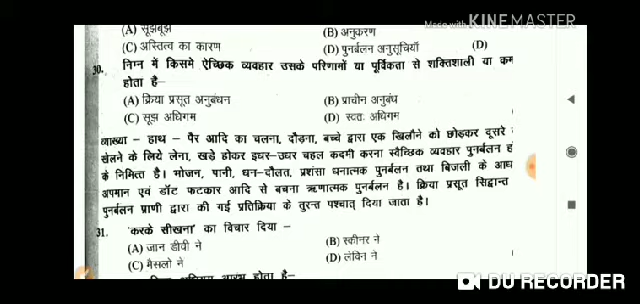 Made with KINEMASTER
(A) सूझबूझ (B) अनुकरण
(C) अस्तित्व का कारण (D) पुनर्बलन अनुसूचियाँ (D)
30. निम्न में किसमे ऐच्छिक व्यवहार उसके परिणामों या पूर्विकता से शक्तिशाली या कम
होता है–
(A) क्रिया प्रसूत अनुबंधन (B) प्राचीन अनुबंध
(C) सूझ अधिगम (D) स्वतः अधिगम
व्याख्या – हाथ – पैर आदि का चलना, दौड़ना, बच्चे द्वारा एक खिलौने को छोड़कर दूसरे
खेलने के लिये लेना, खड़े होकर इधर-उधर चहल कदमी करना स्वैच्छिक व्यवहार पुनर्बलन
के निमित्त है। भोजन, पानी, धन-दौलत, प्रशंसा धनात्मक पुनर्बलन तथा बिजली के
अपमान एवं डॉट फटकार आदि से बचना ऋणात्मक पुनर्बलन है। क्रिया प्रसूत सिद्वान्त
पुनर्बलन प्राणी द्वारा की गई प्रतिक्रिया के तुरन्त पश्चात् दिया जाता है।
31. 'करके सीखना' का विचार दिया –
(A) जान डीवी ने (B) स्कीनर ने
(C) मैसलो ने (D) लेविन ने
आरंभ होता है–
DU RECORDER